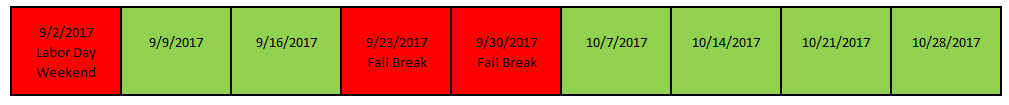 9/2/2017
Labor Day
Weekend
9/9/2017
9/16/2017
9/23/2017
Fall Break
9/30/2017
Fall Break
10/7/2017
10/14/2017
10/21/2017
10/28/2017